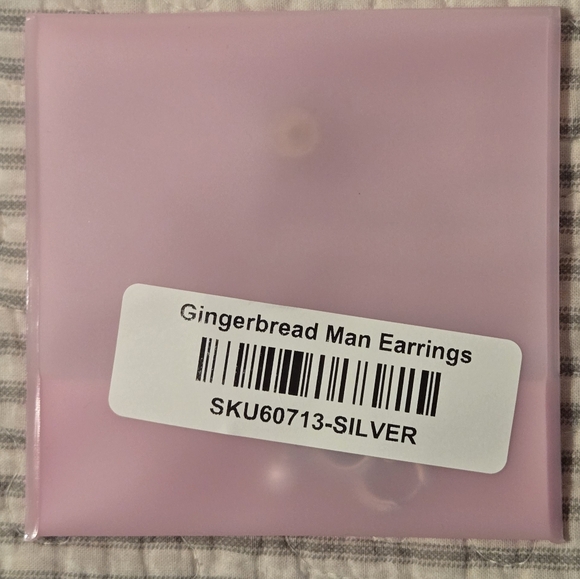 Gingerbread Man Earrings
SKU60713-SILVER